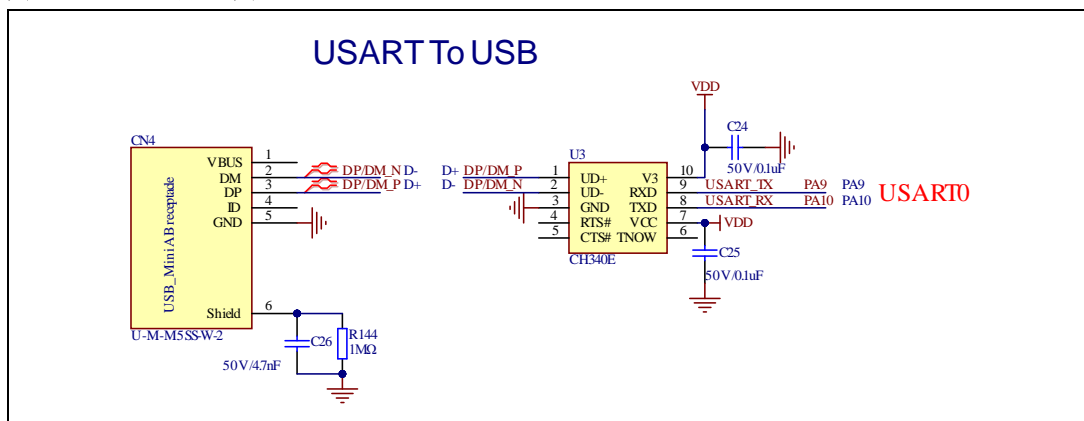 USART To USB
VDD
CN4
C24
50V/0.1uF
U3
VBUS 1
DM 2 DP/DM_N D-
DP 3 DP/DM_P D+
ID 4
GND 5
USB_Mini AB receptade
Shield 6
U-M-M5SS-W-2
D+ DP/DM_P 1 UD+
D- DP/DM_N 2 UD-
3 GND
4 RTS#
5 CTS#
V3 10
RXD 9 USART_TX PA9 PA9
TXD 8 USART_RX PA10 PA10
VCC 7 VDD
TNOW 6
USART0
CH340E
C25
50V/0.1uF
C26
50V/4.7nF
R144
1MΩ